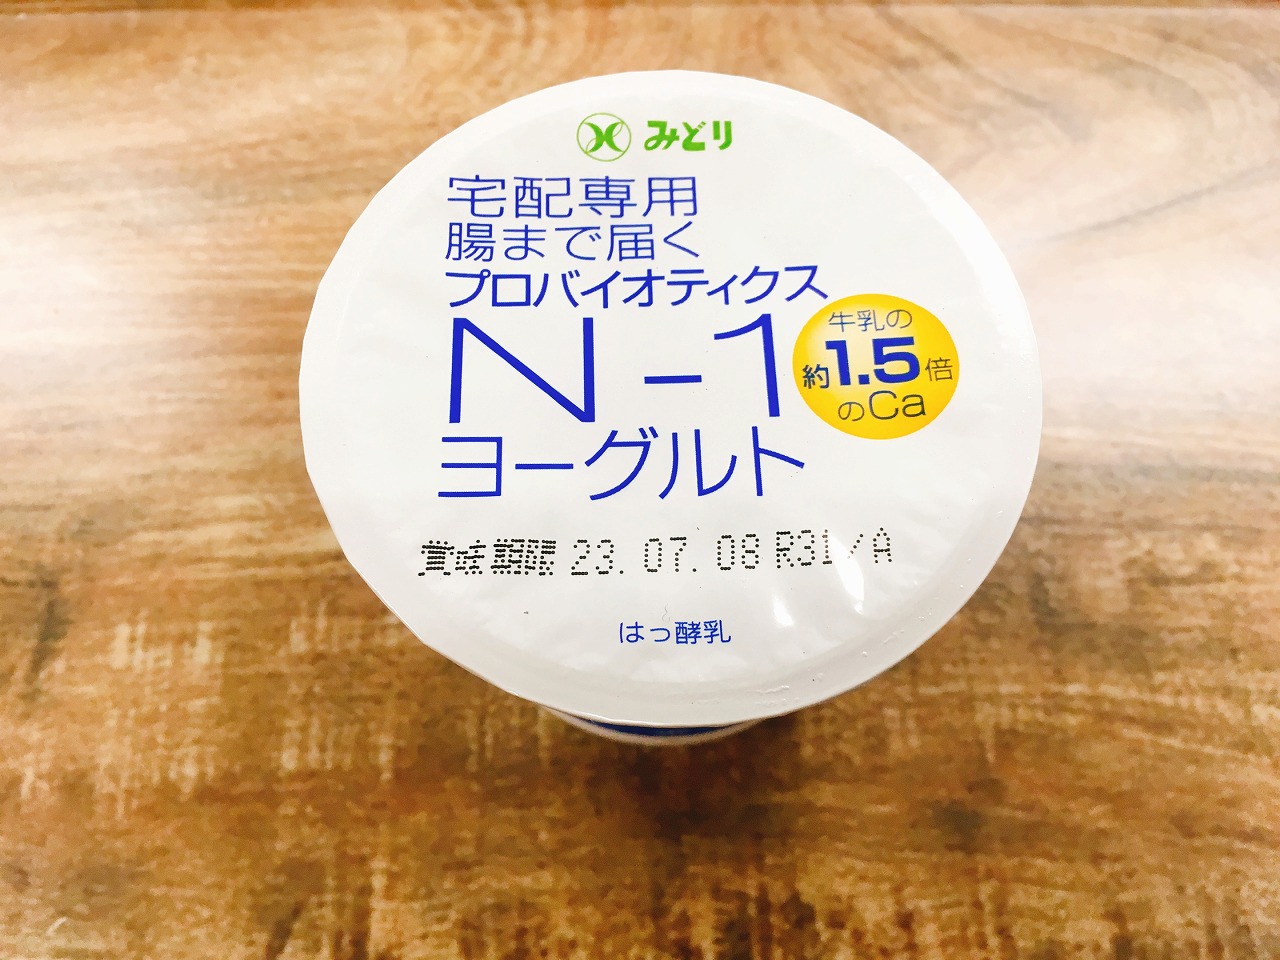 みどり
宅配専用
腸まで届く
プロバイオティクス
N-1
ヨーグルト
牛乳の
約1.5倍
のCa
賞味期限 23.07.08 R31/A
はっ酵乳